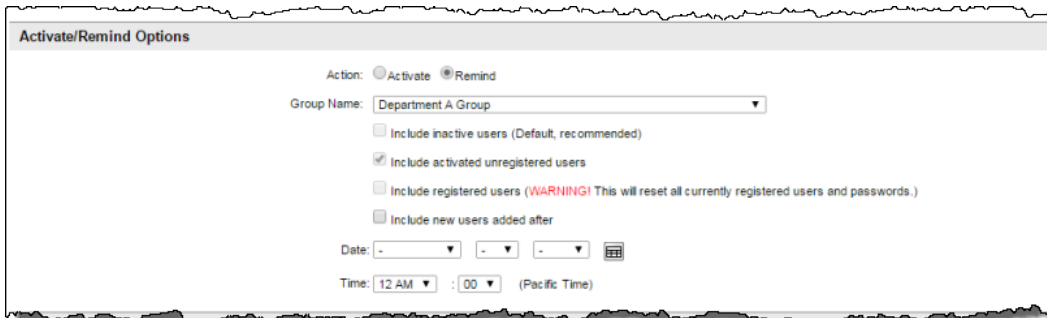 Activate/Remind Options
Action: Activate Remind
Group Name: Department A Group
Include inactive users (Default, recommended)
Include activated unregistered users
Include registered users (WARNING! This will reset all currently registered users and passwords.)
Include new users added after
Date: - - -
Time: 12 AM : 00 (Pacific Time)